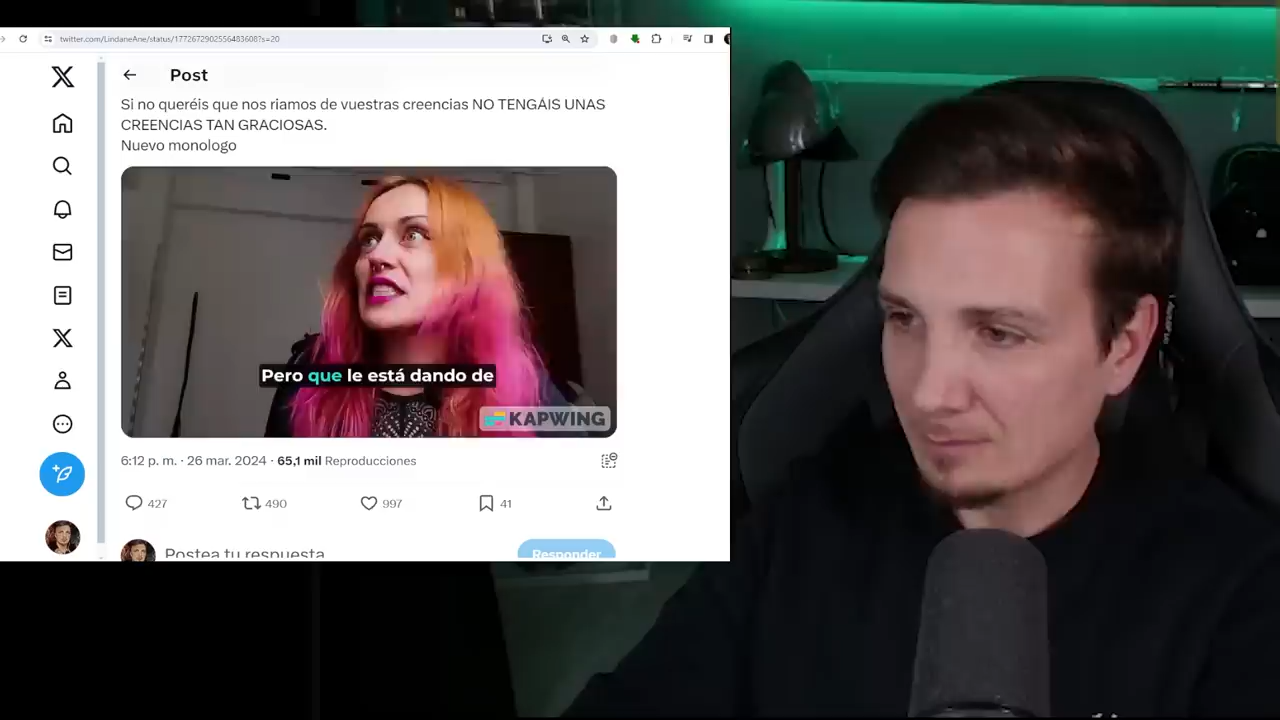 twitter.com/LindaneAne/status/1772672902556483608?s=20
Post
Si no queréis que nos riamos de vuestras creencias NO TENGÁIS UNAS
CREENCIAS TAN GRACIOSAS.
Nuevo monologo
Pero que le está dando de
KAPWING
6:12 p. m. · 26 mar. 2024 · 65,1 mil Reproducciones
427
490
997
41
Postea tu respuesta
Responder